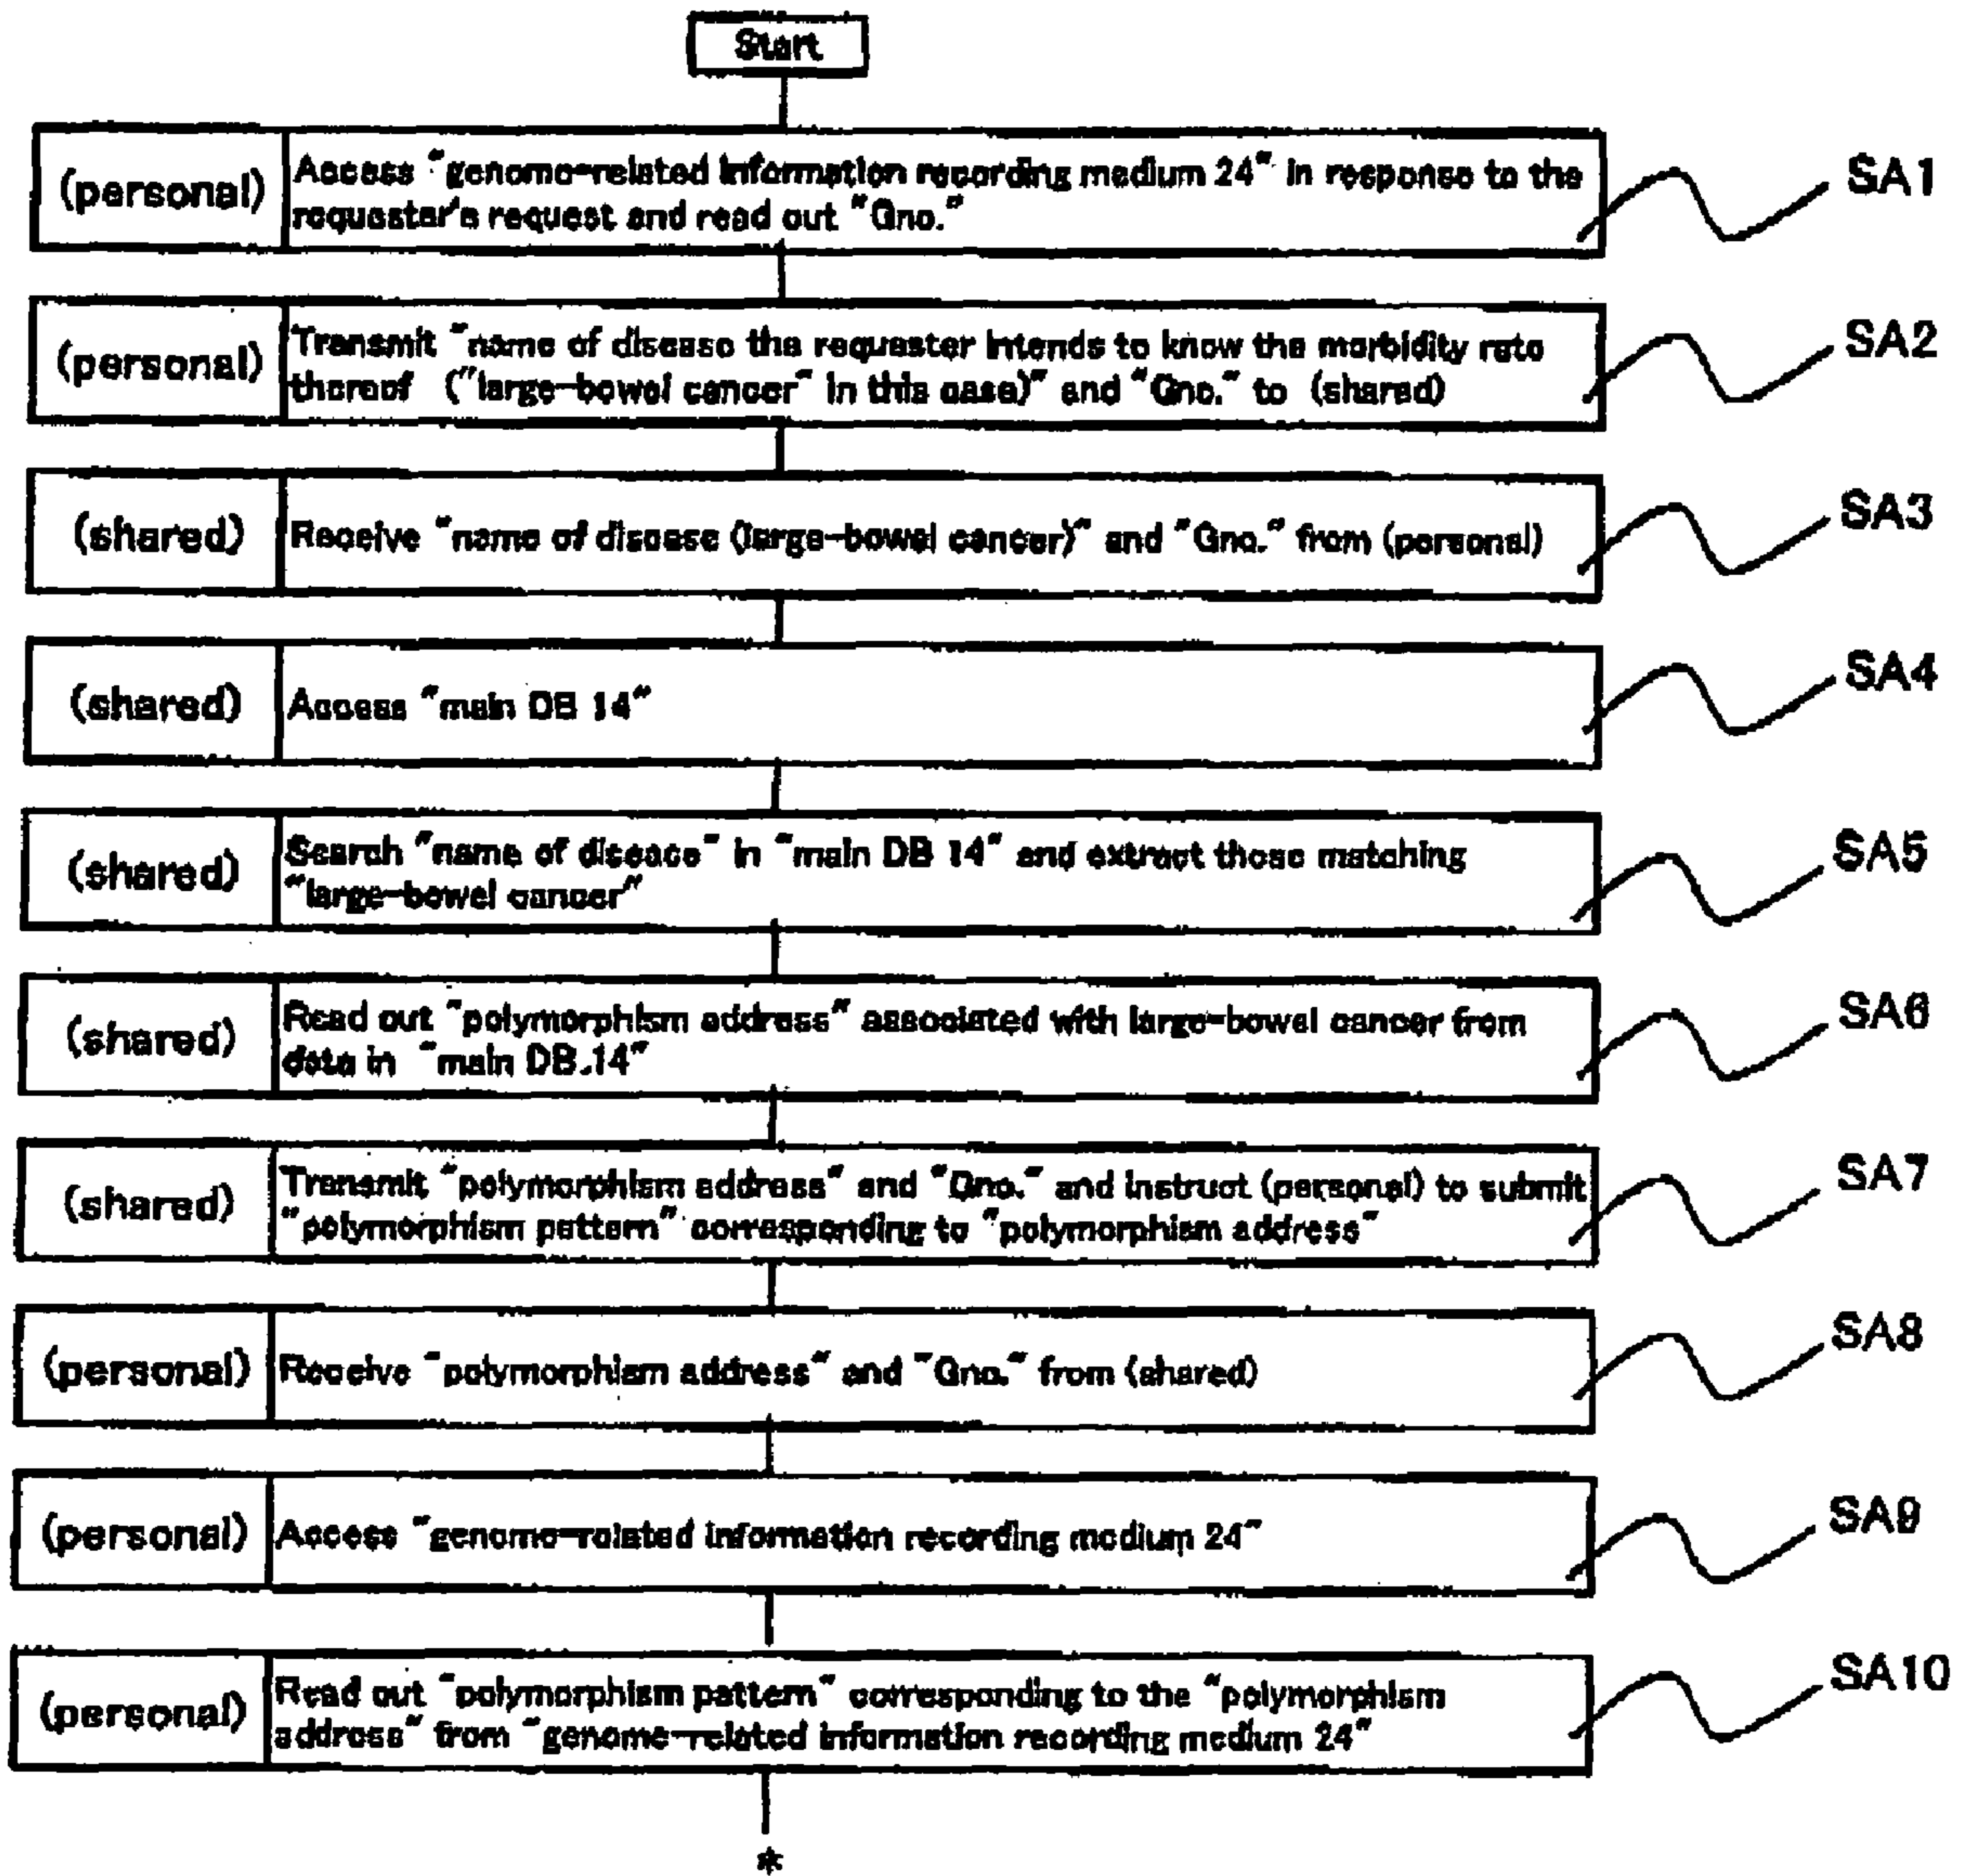 Start
(personal) Access "genome-related information recording medium 24" in response to the
requester's request and read out "Gno."
SA1
(personal) Transmit "name of disease the requester intends to know the morbidity rate
thereof ("large-bowel cancer" in this case)" and "Gno." to (shared)
SA2
(shared) Receive "name of disease (large-bowel cancer)" and "Gno." from (personal)
SA3
(shared) Access "main DB 14"
SA4
(shared) Search "name of disease" in "main DB 14" and extract those matching
"large-bowel cancer"
SA5
(shared) Read out "polymorphism address" associated with large-bowel cancer from
data in "main DB.14"
SA6
(shared) Transmit "polymorphism address" and "Gno." and instruct (personal) to submit
"polymorphism pattern" corresponding to "polymorphism address"
SA7
(personal) Receive "polymorphism address" and "Gno." from (shared)
SA8
(personal) Access "genome-related information recording medium 24"
SA9
(personal) Read out "polymorphism pattern" corresponding to the "polymorphism
address" from "genome-related information recording medium 24"
SA10
*